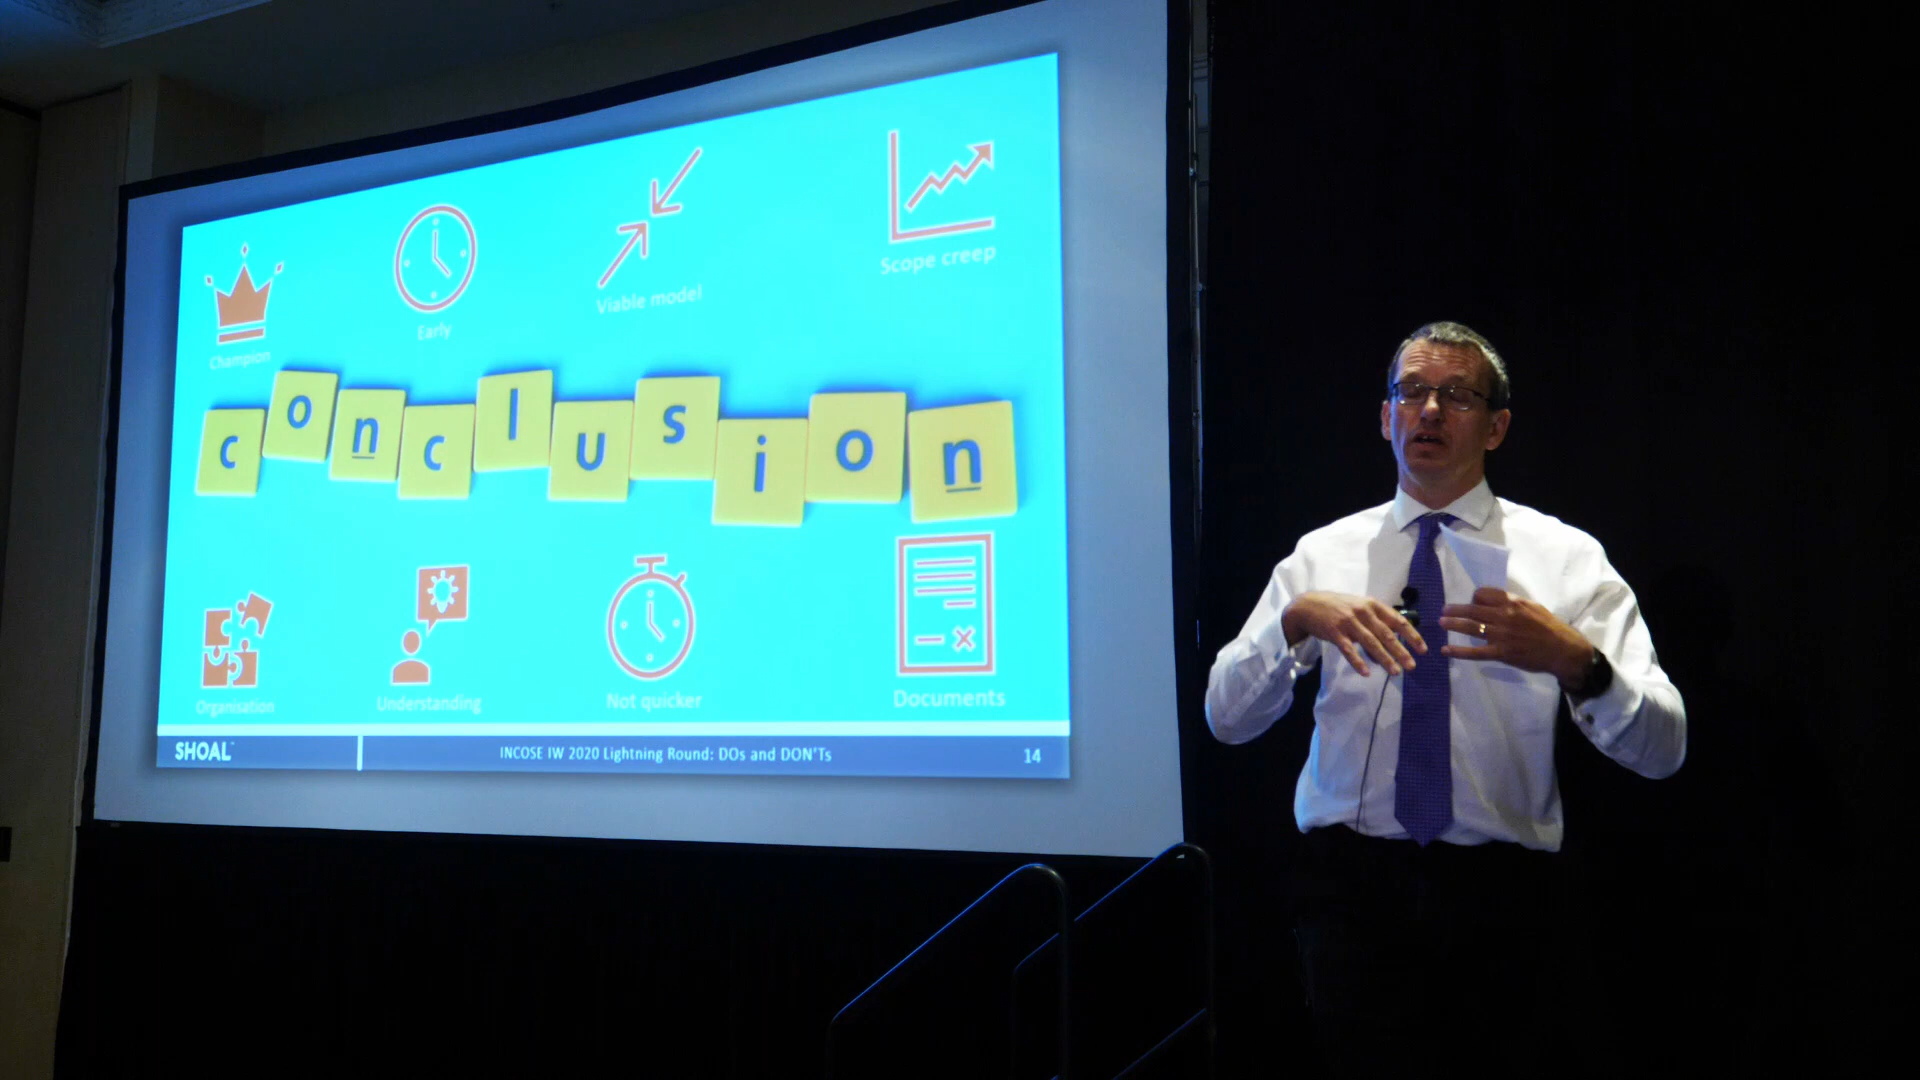 Champion
Early
Viable model
Scope creep
conclusion
Organisation
Understanding
Not quicker
Documents
SHOAL™
INCOSE IW 2020 Lightning Round: DOs and DON'Ts
14